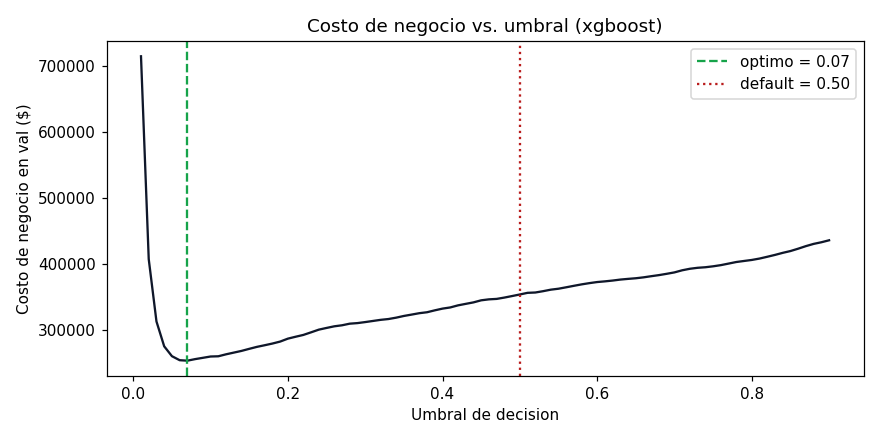 Costo de negocio vs. umbral (xgboost)
optimo = 0.07
default = 0.50
Costo de negocio en val ($)
700000
600000
500000
400000
300000
0.0 0.2 0.4 0.6 0.8
Umbral de decision